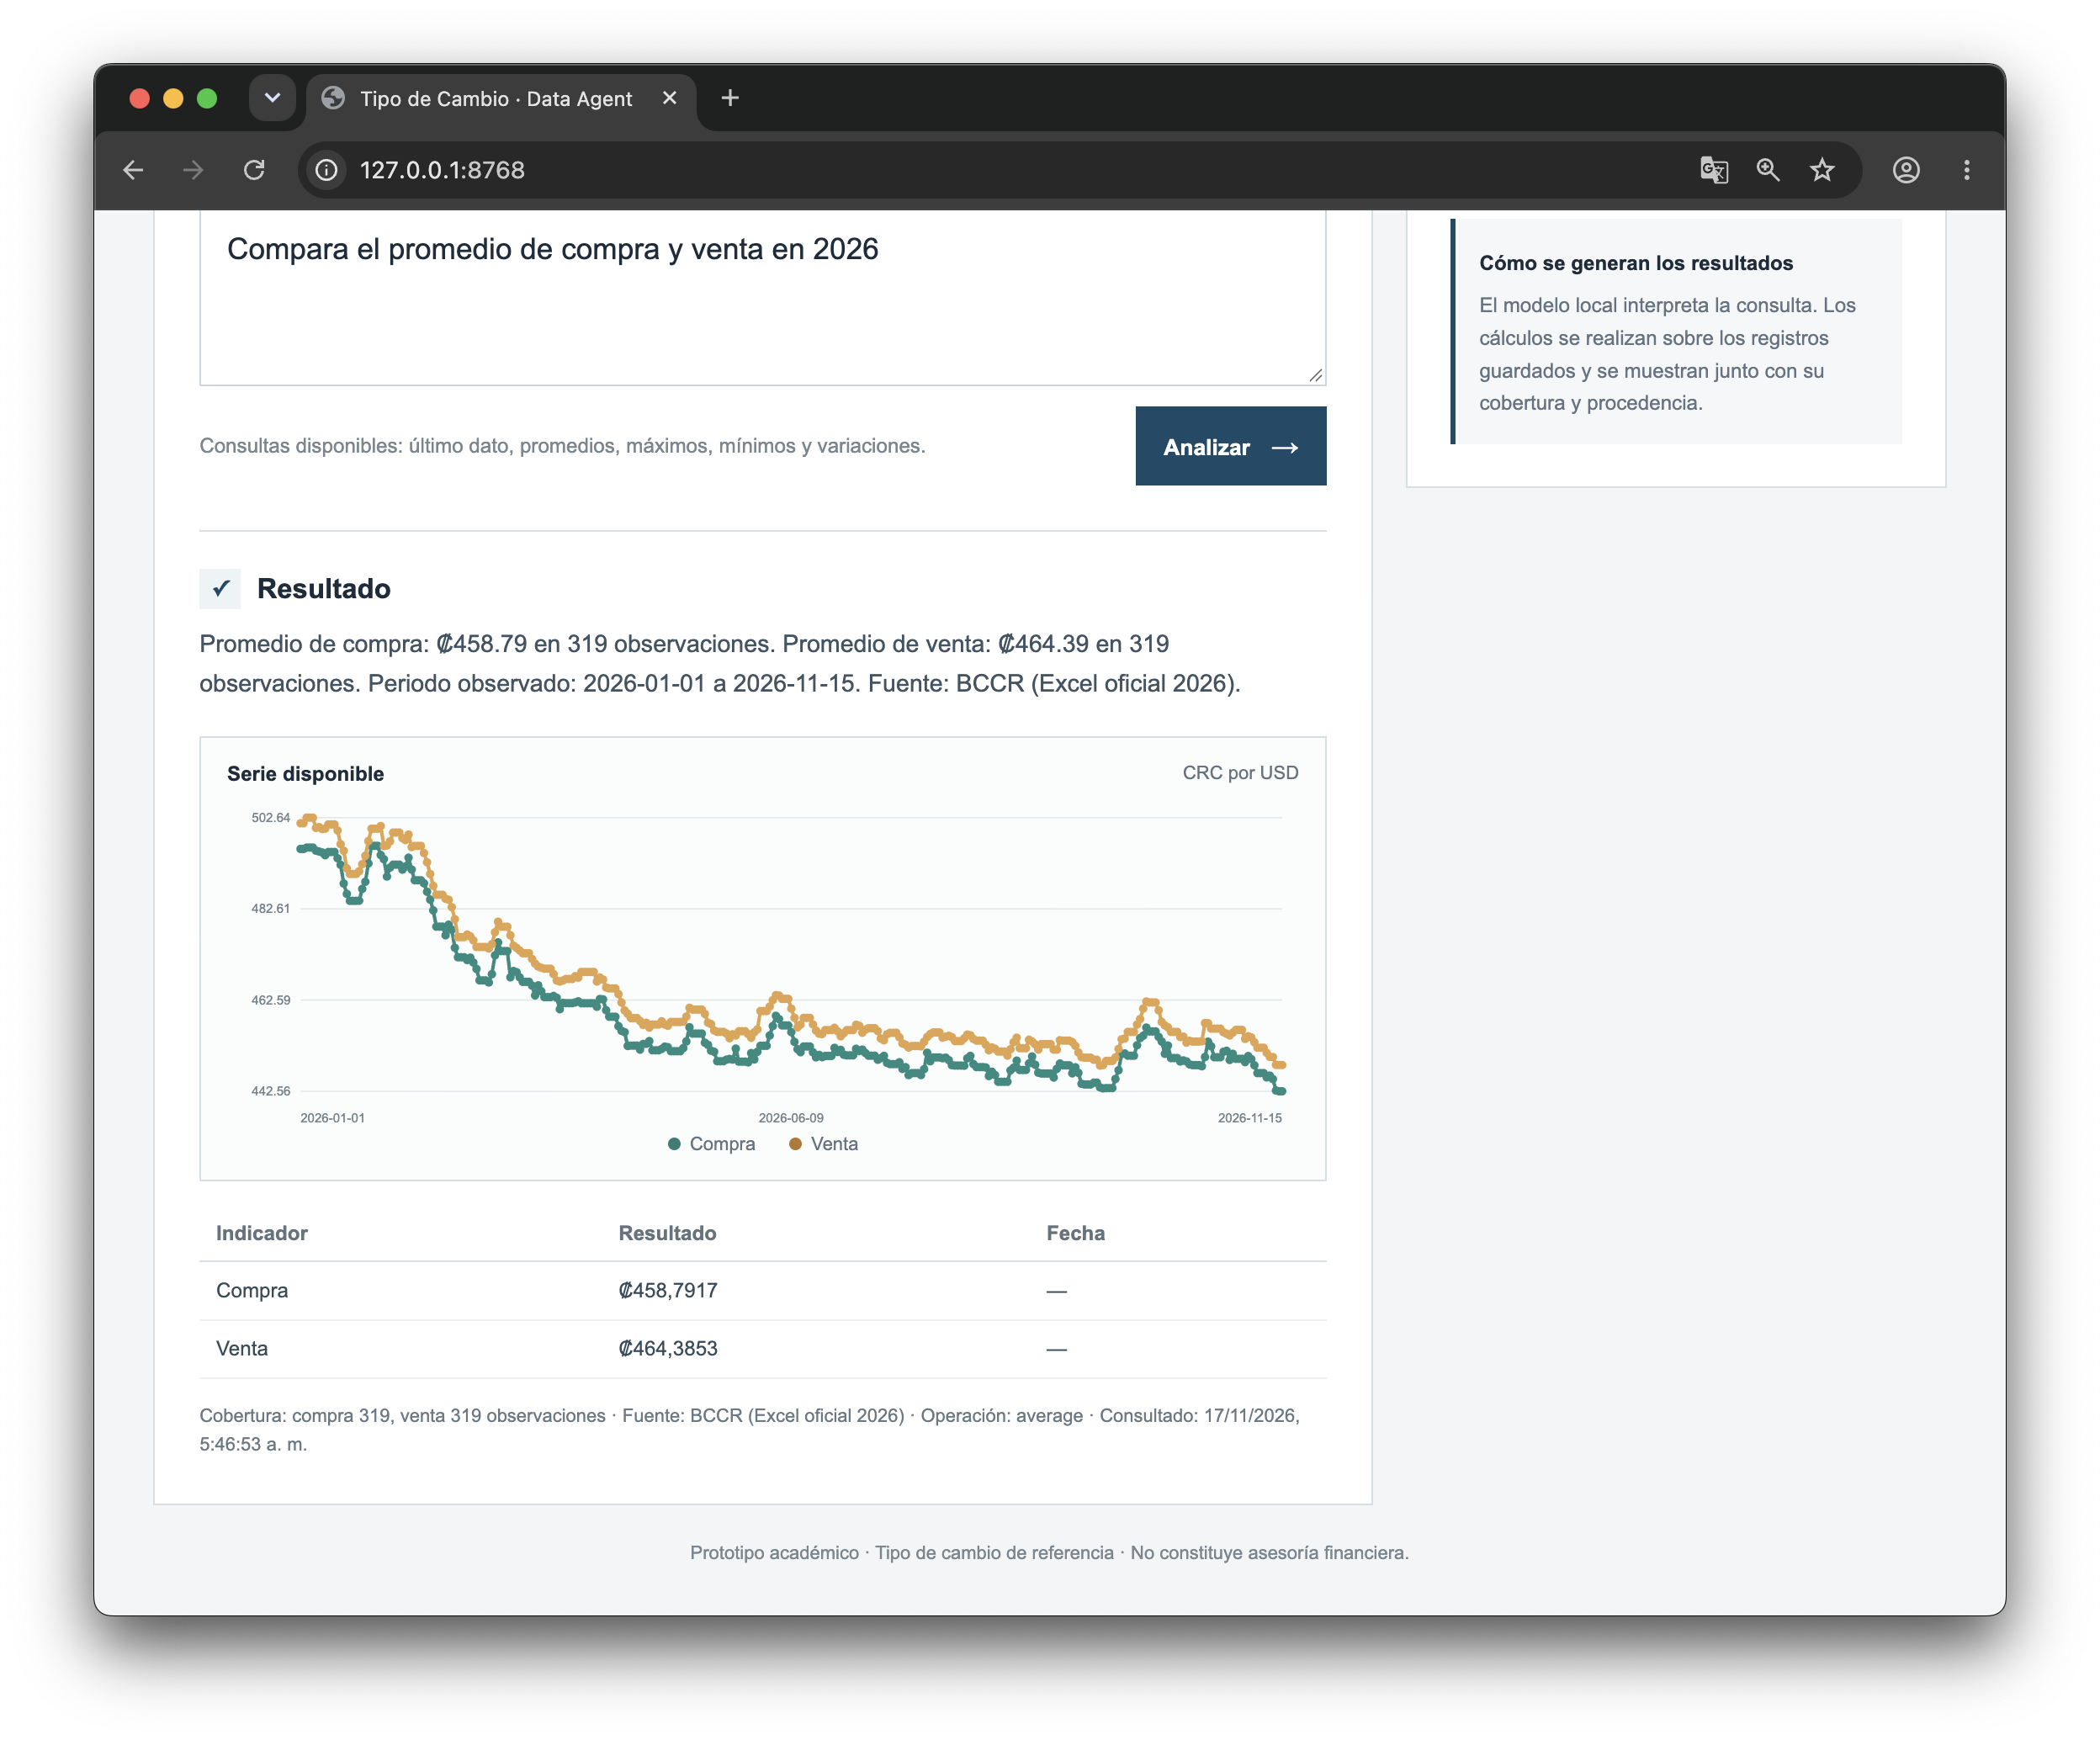 Tipo de Cambio · Data Agent
127.0.0.1:8768
Compara el promedio de compra y venta en 2026
Consultas disponibles: último dato, promedios, máximos, mínimos y variaciones.
Analizar →
Cómo se generan los resultados
El modelo local interpreta la consulta. Los
cálculos se realizan sobre los registros
guardados y se muestran junto con su
cobertura y procedencia.
Resultado
Promedio de compra: ₡458.79 en 319 observaciones. Promedio de venta: ₡464.39 en 319
observaciones. Periodo observado: 2026-01-01 a 2026-11-15. Fuente: BCCR (Excel oficial 2026).
Serie disponible
CRC por USD
502.64
482.61
462.59
442.56
2026-01-01
2026-06-09
2026-11-15
Compra
Venta
Indicador Resultado Fecha
Compra ₡458,7917 —
Venta ₡464,3853 —
Cobertura: compra 319, venta 319 observaciones · Fuente: BCCR (Excel oficial 2026) · Operación: average · Consultado: 17/11/2026,
5:46:53 a. m.
Prototipo académico · Tipo de cambio de referencia · No constituye asesoría financiera.